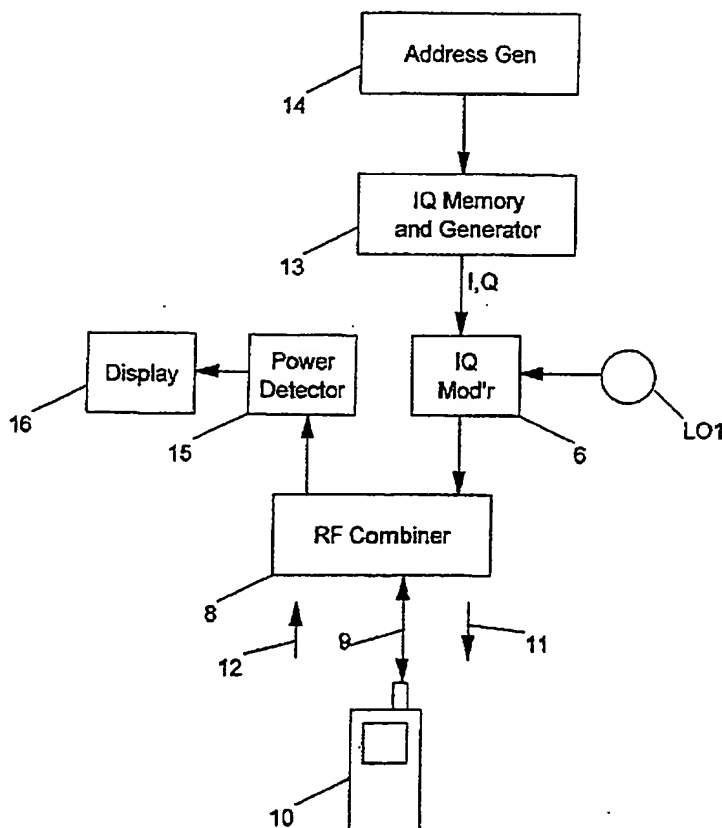 Address Gen
14
IQ Memory
and Generator
13
I,Q
Display
Power
Detector
IQ
Mod'r
16
15
6
LO1
RF Combiner
8
12
9
11
10